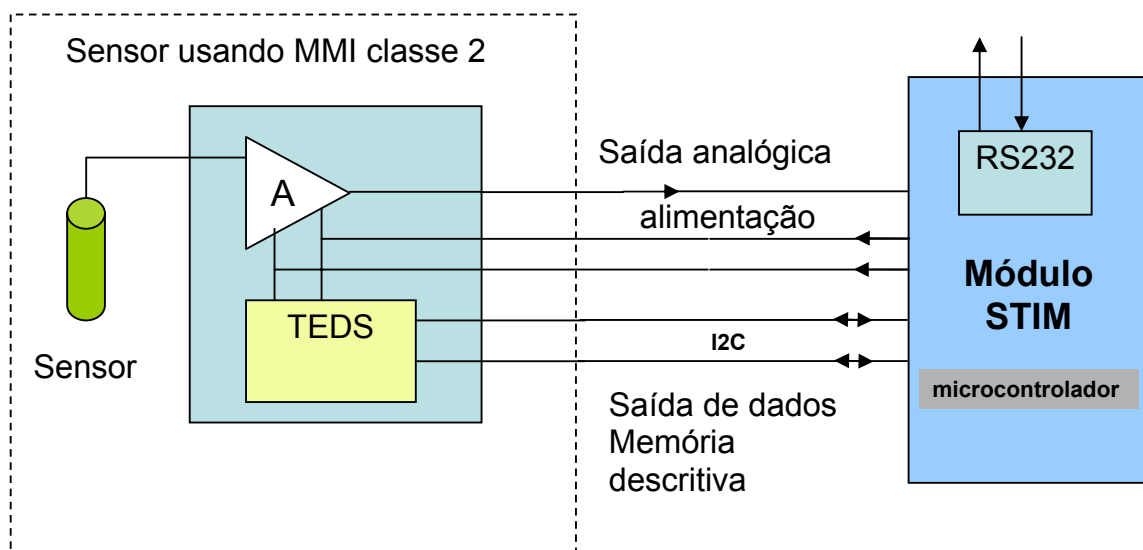 Sensor usando MMI classe 2
A
TEDS
Sensor
Saída analógica
alimentação
I2C
Saída de dados
Memória
descritiva
RS232
Módulo
STIM
microcontrolador